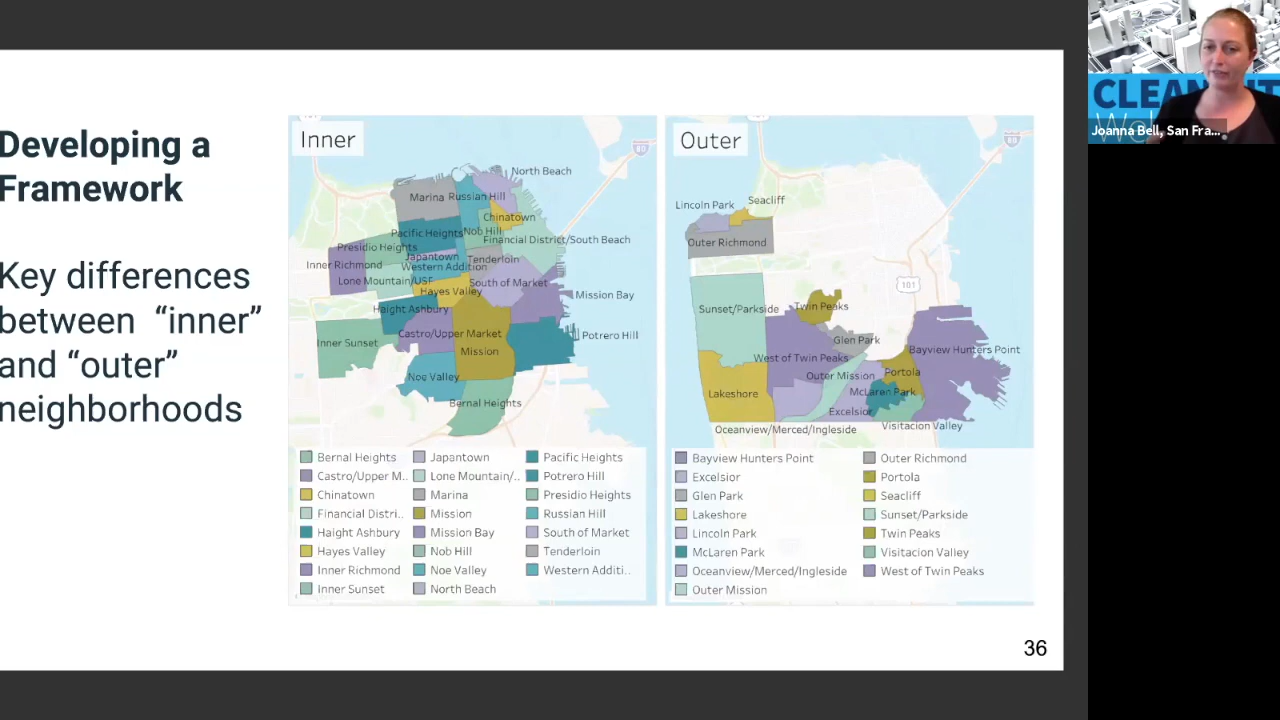 Developing a
Framework
Key differences
between “inner”
and “outer”
neighborhoods
Inner
North Beach
Marina
Russian Hill
Chinatown
Pacific Heights
Nob Hill
Financial District/South Beach
Presidio Heights
Japantown
Tenderloin
Inner Richmond
Western Addition
Lone Mountain/USF
South of Market
Hayes Valley
Mission Bay
Haight Ashbury
Castro/Upper Market
Potrero Hill
Inner Sunset
Mission
Noe Valley
Bernal Heights
Bernal Heights
Castro/Upper M..
Chinatown
Financial Distri..
Haight Ashbury
Hayes Valley
Inner Richmond
Inner Sunset
Japantown
Lone Mountain/..
Marina
Mission
Mission Bay
Nob Hill
Noe Valley
North Beach
Pacific Heights
Potrero Hill
Presidio Heights
Russian Hill
South of Market
Tenderloin
Western Additi..
Outer
80
Lincoln Park
Seacliff
Outer Richmond
101
Sunset/Parkside
Twin Peaks
Glen Park
Bayview Hunters Point
West of Twin Peaks
Outer Mission
Portola
Lakeshore
McLaren Park
Excelsior
Oceanview/Merced/Ingleside
Visitacion Valley
Bayview Hunters Point
Excelsior
Glen Park
Lakeshore
Lincoln Park
McLaren Park
Oceanview/Merced/Ingleside
Outer Mission
Outer Richmond
Portola
Seacliff
Sunset/Parkside
Twin Peaks
Visitacion Valley
West of Twin Peaks
36
Joanna Bell, San Fra...